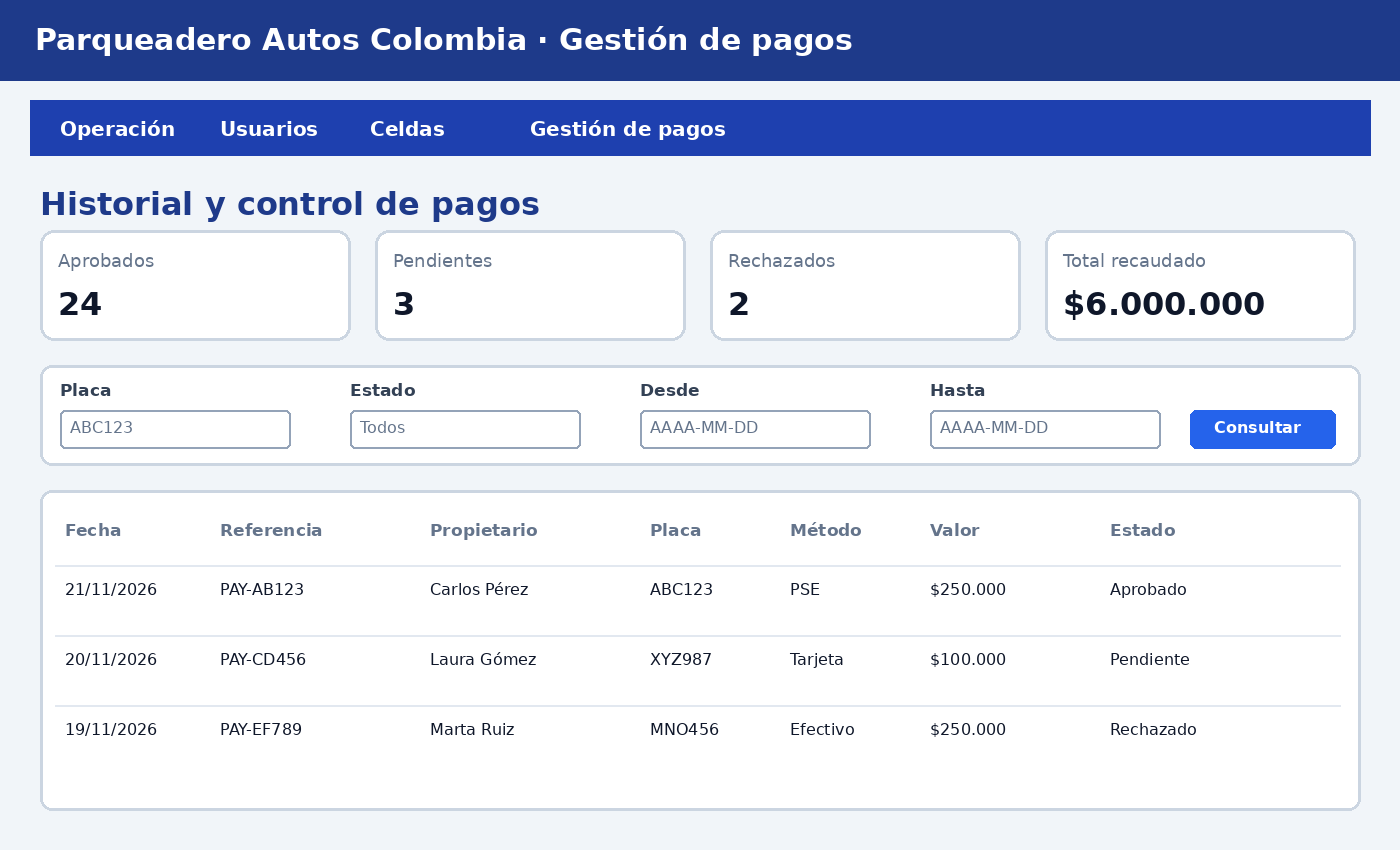 Parqueadero Autos Colombia · Gestión de pagos
Operación Usuarios Celdas Gestión de pagos
Historial y control de pagos
Aprobados Pendientes Rechazados Total recaudado
24 3 2 $6.000.000
Placa Estado Desde Hasta
ABC123 Todos AAAA-MM-DD AAAA-MM-DD Consultar
Fecha Referencia Propietario Placa Método Valor Estado
21/11/2026 PAY-AB123 Carlos Pérez ABC123 PSE $250.000 Aprobado
20/11/2026 PAY-CD456 Laura Gómez XYZ987 Tarjeta $100.000 Pendiente
19/11/2026 PAY-EF789 Marta Ruiz MNO456 Efectivo $250.000 Rechazado